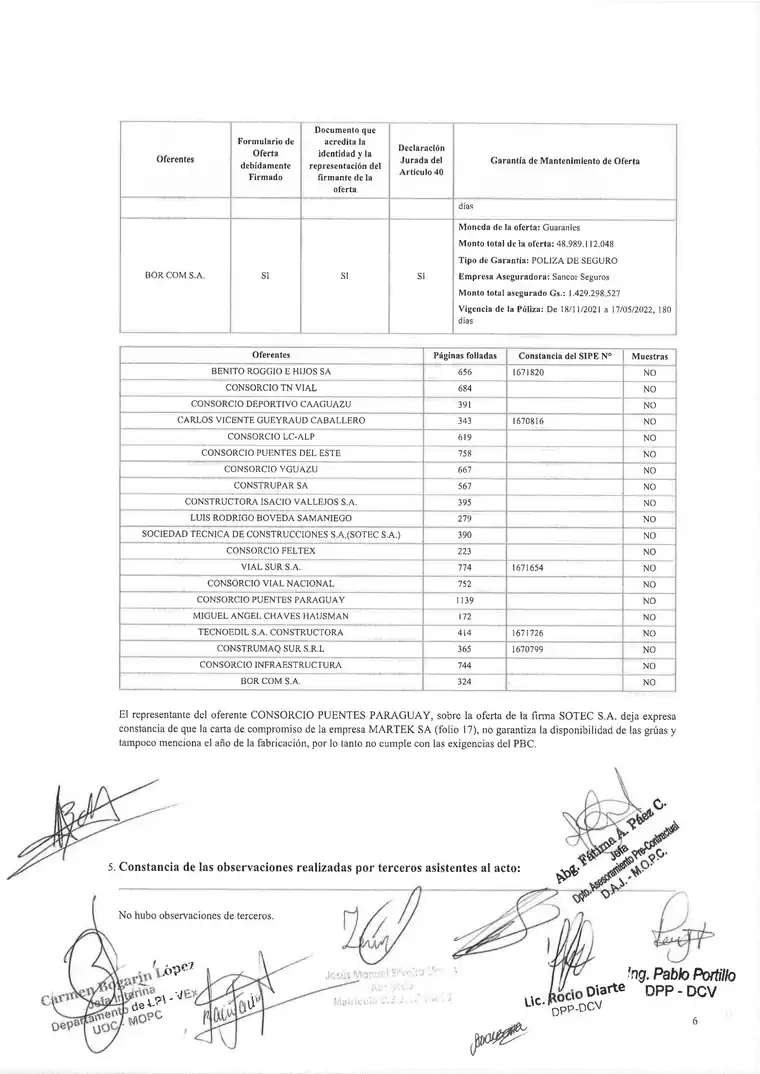 Oferentes | Formulario de Oferta debidamente Firmado | Documento que acredita la identidad y la representación del firmante de la oferta | Declaración Jurada del Artículo 40 | Garantía de Mantenimiento de Oferta
días
BOR COM S.A. | SI | SI | SI | Moneda de la oferta: Guaraníes
Monto total de la oferta: 48.989.112.048
Tipo de Garantía: POLIZA DE SEGURO
Empresa Aseguradora: Sancor Seguros
Monto total asegurado Gs.: 1.429.298.527
Vigencia de la Póliza: De 18/11/2021 a 17/05/2022, 180
días
Oferentes | Páginas foliadas | Constancia del SIPE N° | Muestras
BENITO ROGGIO E HIJOS SA | 656 | 1671820 | NO
CONSORCIO TN VIAL | 684 | | NO
CONSORCIO DEPORTIVO CAAGUAZU | 391 | | NO
CARLOS VICENTE GUEYRAUD CABALLERO | 343 | 1670816 | NO
CONSORCIO LC-ALP | 619 | | NO
CONSORCIO PUENTES DEL ESTE | 758 | | NO
CONSORCIO YGUAZU | 667 | | NO
CONSTRUPAR SA | 567 | | NO
CONSTRUCTORA ISACIO VALLEJOS S.A. | 395 | | NO
LUIS RODRIGO BOVEDA SAMANIEGO | 279 | | NO
SOCIEDAD TECNICA DE CONSTRUCCIONES S.A,(SOTEC S.A.) | 390 | | NO
CONSORCIO FELTEX | 223 | | NO
VIAL SUR S.A. | 774 | 1671654 | NO
CONSORCIO VIAL NACIONAL | 752 | | NO
CONSORCIO PUENTES PARAGUAY | 1139 | | NO
MIGUEL ANGEL CHAVES HAUSMAN | 172 | | NO
TECNOEDIL S.A. CONSTRUCTORA | 414 | 1671726 | NO
CONSTRUMAQ SUR S.R.L | 365 | 1670799 | NO
CONSORCIO INFRAESTRUCTURA | 744 | | NO
BOR COM S.A. | 324 | | NO
El representante del oferente CONSORCIO PUENTES PARAGUAY, sobre la oferta de la firma SOTEC S.A. deja expresa
constancia de que la carta de compromiso de la empresa MARTEK SA (folio 17), no garantiza la disponibilidad de las grúas y
tampoco menciona el año de la fabricación, por lo tanto no cumple con las exigencias del PBC.
Abg. Fátima A. Páez C.
Jefa
Dpto. Asesoramiento Pre-Contractual
D.A.J. - M.O.P.C.
5. Constancia de las observaciones realizadas por terceros asistentes al acto:
No hubo observaciones de terceros.
Carmen Bogarín López
Jefa Interina
Departamento de LPI - VEx
UOC - MOPC
Jesús Manuel
Lic. Rocio Diarte
DPP-DCV
Ing. Pablo Portillo
DPP - DCV
6